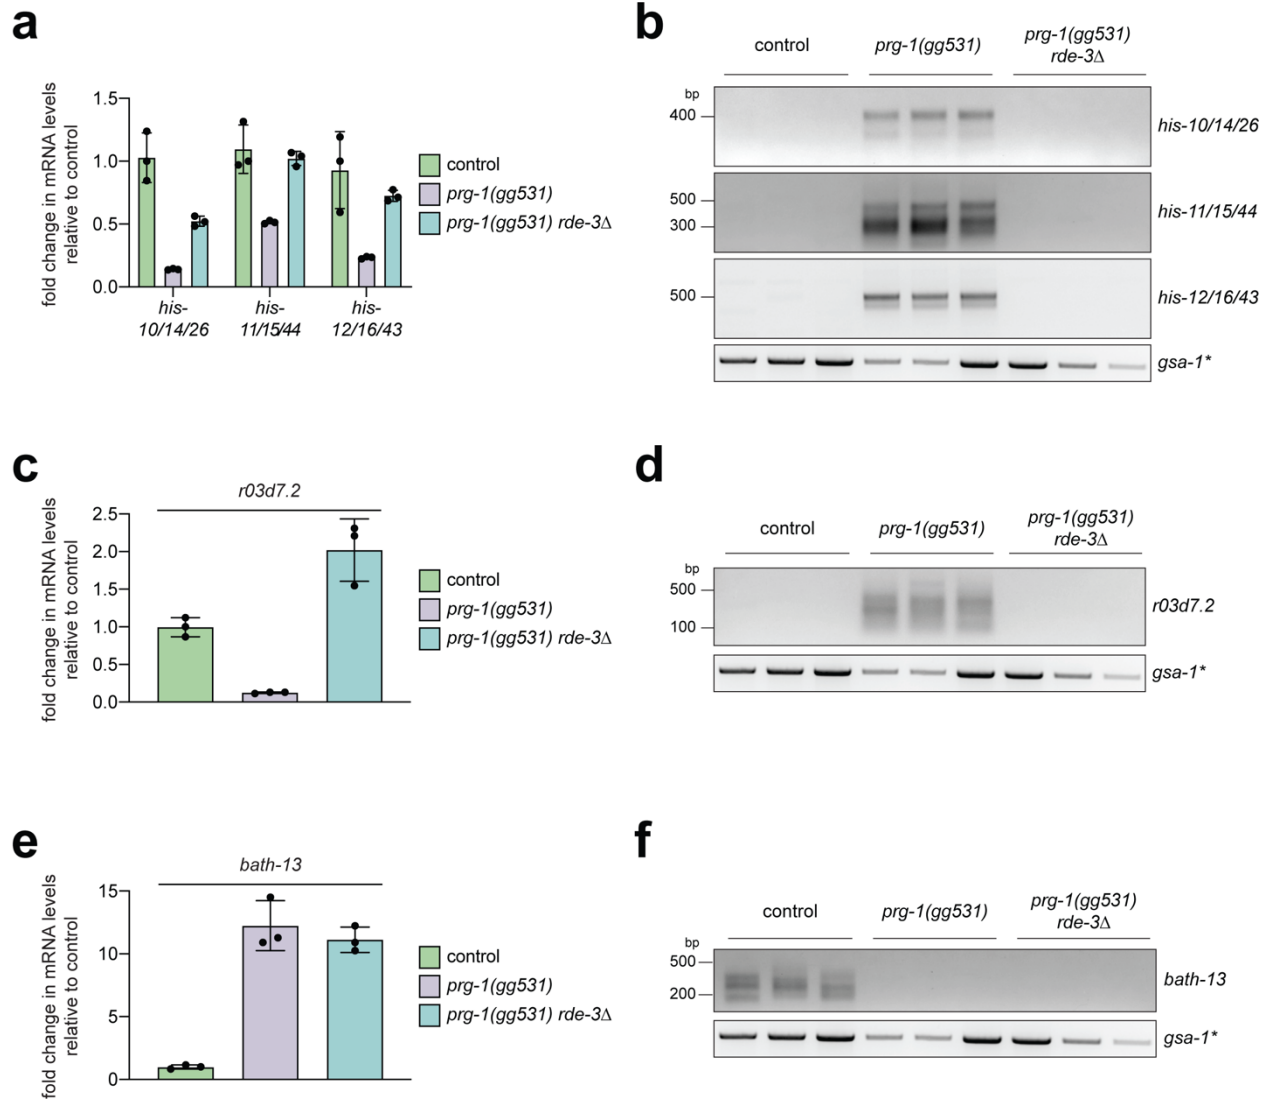 a
fold change in mRNA levels
relative to control
1.5
1.0
0.5
0.0
his-
10/14/26
his-
11/15/44
his-
12/16/43
control
prg-1(gg531)
prg-1(gg531) rde-3Δ
b
control
prg-1(gg531)
prg-1(gg531)
rde-3Δ
bp
400
his-10/14/26
500
300
his-11/15/44
500
his-12/16/43
gsa-1*
c
fold change in mRNA levels
relative to control
r03d7.2
2.5
2.0
1.5
1.0
0.5
0.0
control
prg-1(gg531)
prg-1(gg531) rde-3Δ
d
control
prg-1(gg531)
prg-1(gg531)
rde-3Δ
bp
500
100
r03d7.2
gsa-1*
e
fold change in mRNA levels
relative to control
bath-13
15
10
5
0
control
prg-1(gg531)
prg-1(gg531) rde-3Δ
f
control
prg-1(gg531)
prg-1(gg531)
rde-3Δ
bp
500
200
bath-13
gsa-1*